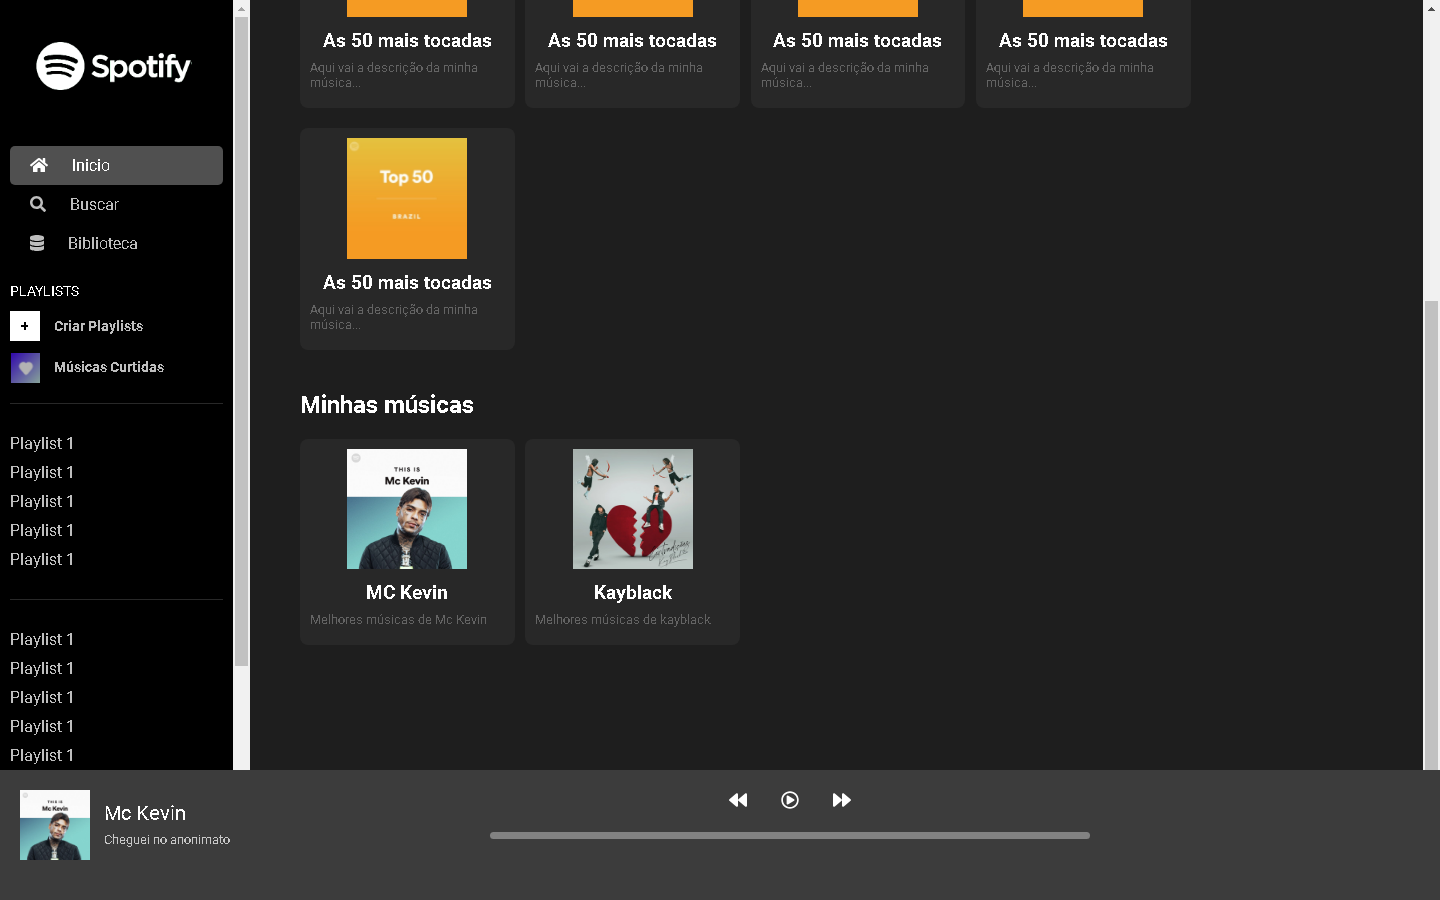 Spotify
Inicio
Buscar
Biblioteca
PLAYLISTS
+ Criar Playlists
Músicas Curtidas
Playlist 1
Playlist 1
Playlist 1
Playlist 1
Playlist 1
Playlist 1
Playlist 1
Playlist 1
Playlist 1
Playlist 1
As 50 mais tocadas
Aqui vai a descrição da minha
música...
As 50 mais tocadas
Aqui vai a descrição da minha
música...
As 50 mais tocadas
Aqui vai a descrição da minha
música...
As 50 mais tocadas
Aqui vai a descrição da minha
música...
Top 50
BRAZIL
As 50 mais tocadas
Aqui vai a descrição da minha
música...
Minhas músicas
THIS IS
Mc Kevin
MC Kevin
Melhores músicas de Mc Kevin
Kayblack
Melhores músicas de kayblack
THIS IS
Mc Kevin
Mc Kevin
Cheguei no anonimato